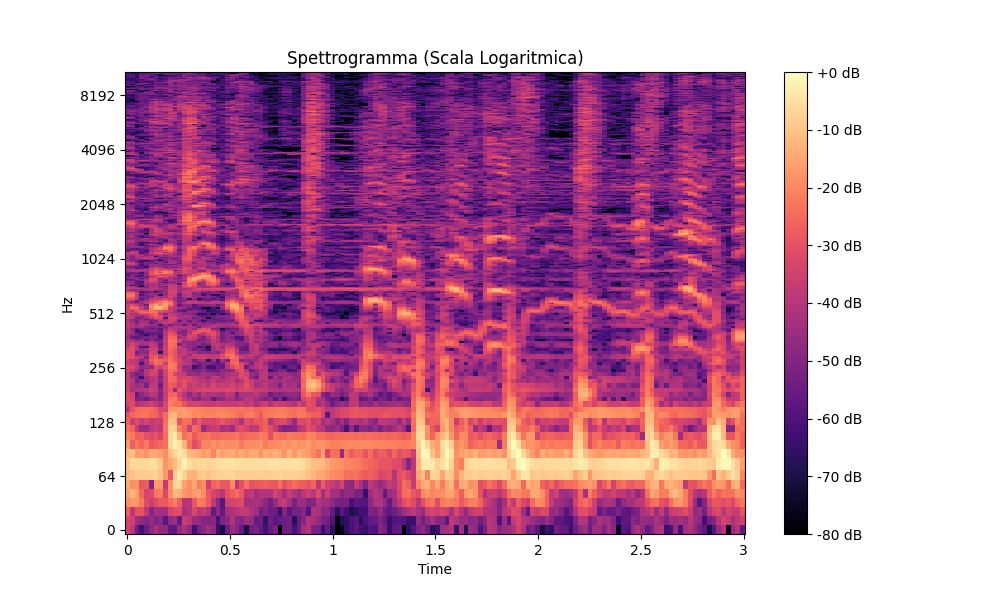 Spettrogramma (Scala Logaritmica)
Hz
8192
4096
2048
1024
512
256
128
64
0
0 0.5 1 1.5 2 2.5 3
Time
+0 dB
-10 dB
-20 dB
-30 dB
-40 dB
-50 dB
-60 dB
-70 dB
-80 dB